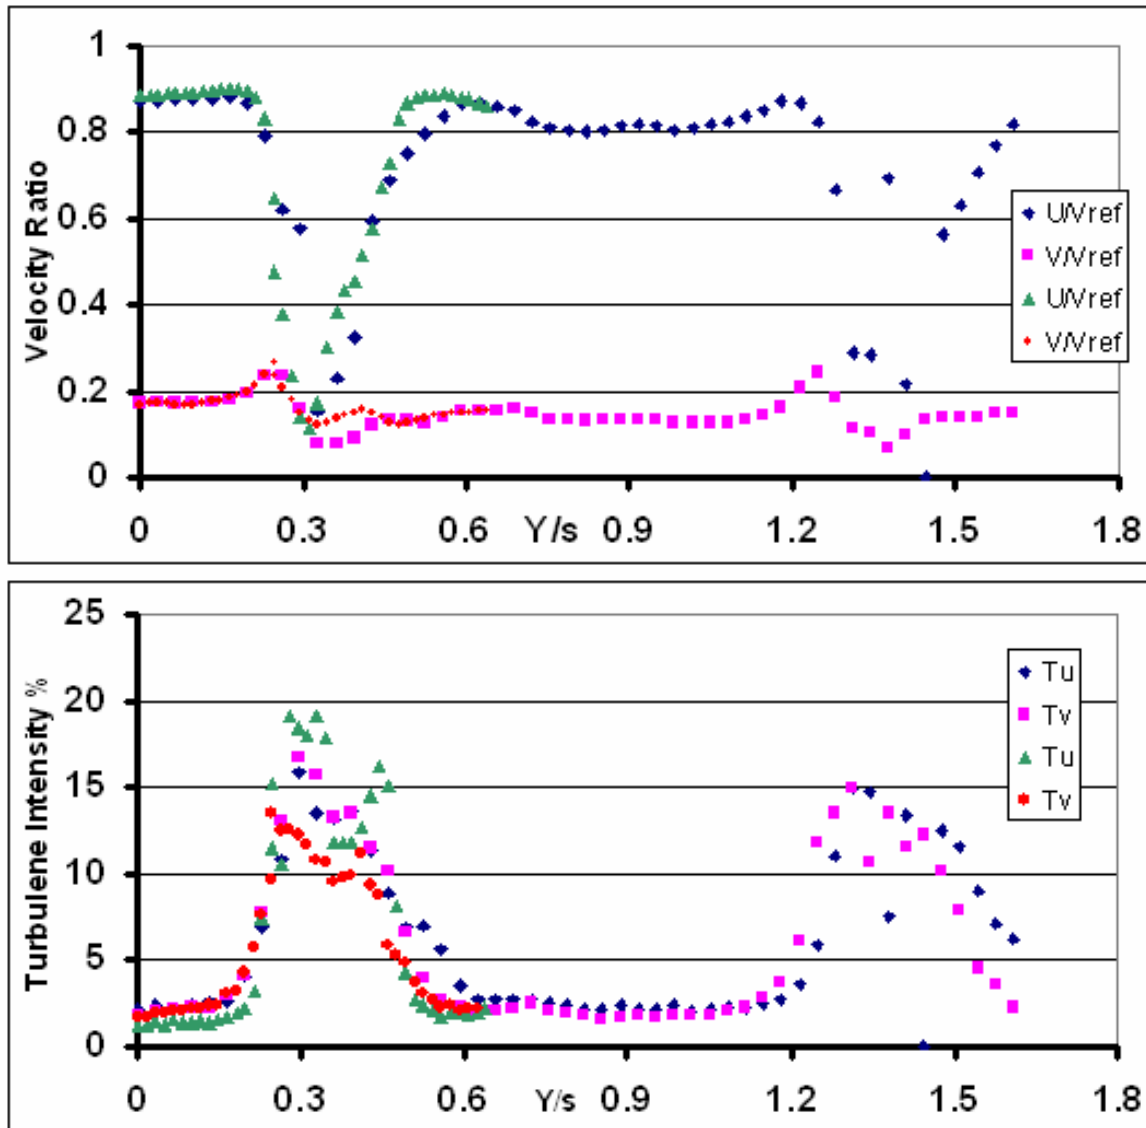 1
0.8
0.6
0.4
0.2
0
Velocity Ratio
0 0.3 0.6 Y/s 0.9 1.2 1.5 1.8
U/Vref
V/Vref
U/Vref
V/Vref
25
20
15
10
5
0
Turbulene Intensity %
0 0.3 0.6 Y/s 0.9 1.2 1.5 1.8
Tu
Tv
Tu
Tv